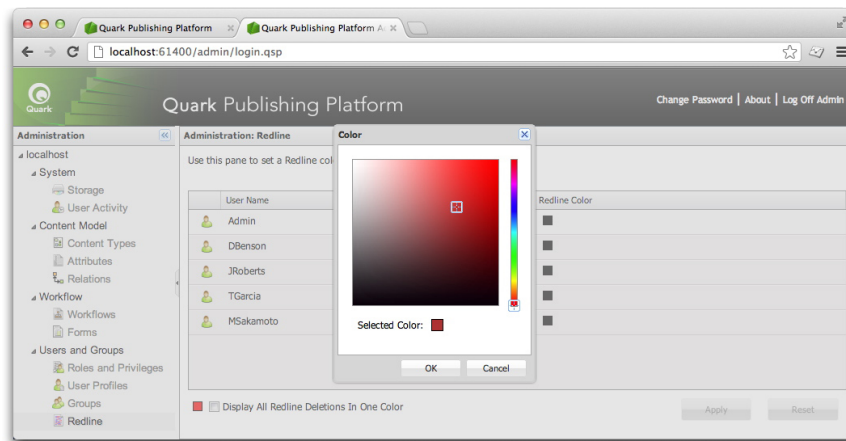 Quark Publishing Platform
Quark Publishing Platform A
localhost:61400/admin/login.qsp
Quark
Quark Publishing Platform
Change Password | About | Log Off Admin
Administration
Administration: Redline
Color
localhost
Use this pane to set a Redline col
System
Storage
User Activity
Content Model
Content Types
Attributes
Relations
Workflow
Workflows
Forms
Users and Groups
Roles and Privileges
User Profiles
Groups
Redline
User Name
Redline Color
Admin
DBenson
JRoberts
TGarcia
MSakamoto
Selected Color:
OK Cancel
Display All Redline Deletions In One Color
Apply Reset